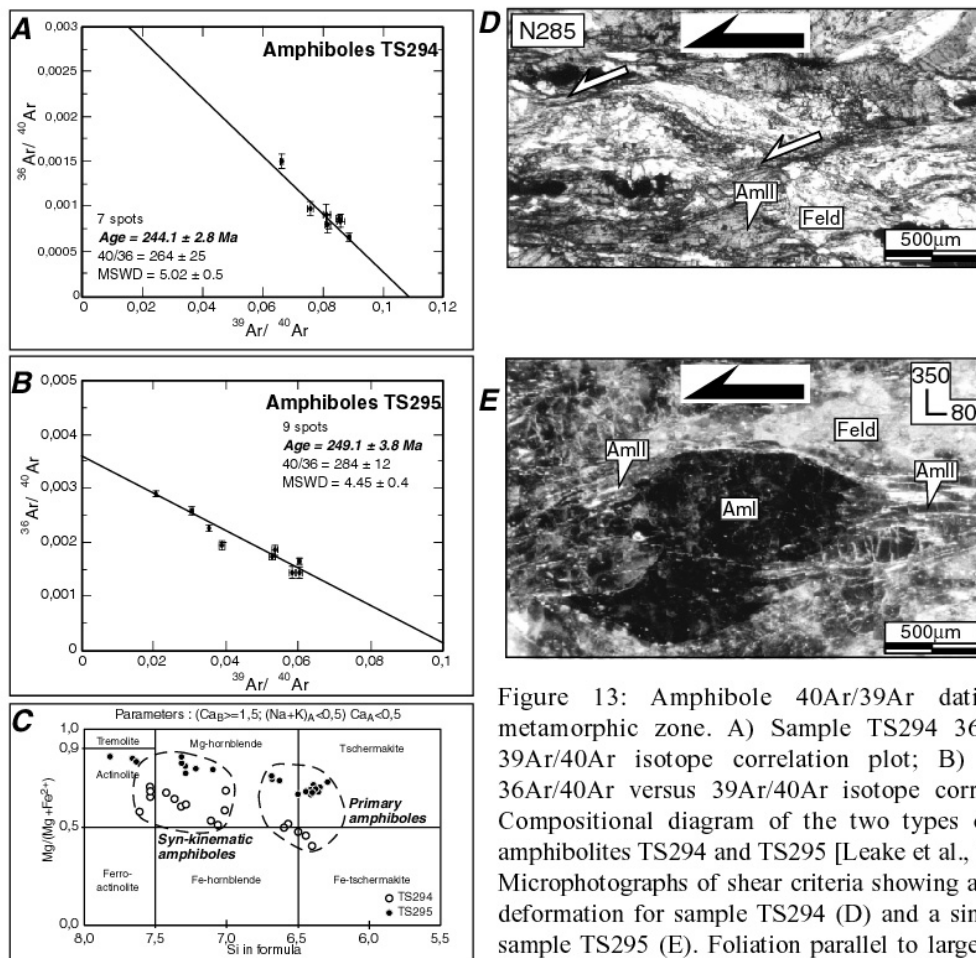 A
Amphiboles TS294
0,003
0,0025
0,002
0,0015
0,001
0,0005
0
36Ar/ 40Ar
7 spots
Age = 244.1 ± 2.8 Ma
40/36 = 264 ± 25
MSWD = 5.02 ± 0.5
0 0,02 0,04 0,06 0,08 0,1 0,12
39Ar/ 40Ar
B
Amphiboles TS295
9 spots
Age = 249.1 ± 3.8 Ma
40/36 = 284 ± 12
MSWD = 4.45 ± 0.4
0,005
0,004
0,003
0,002
0,001
0
36Ar/ 40Ar
0 0,02 0,04 0,06 0,08 0,1
39Ar/ 40Ar
C
Parameters : (CaB>=1,5; (Na+K)A<0,5) CaA<0,5
1,0
0,9
0,5
0,0
Mg/(Mg+Fe2+)
Tremolite
Mg-hornblende
Tschermakite
Actinolite
Primary
amphiboles
Syn-kinematic
amphiboles
Ferro-
actinolite
Fe-hornblende
Fe-tschermakite
TS294
TS295
8,0 7,5 7,0 6,5 6,0 5,5
Si in formula
D
N285
AmII
Feld
500µm
E
350
80
Feld
AmII
AmII
AmI
500µm
Figure 13: Amphibole 40Ar/39Ar dati
metamorphic zone. A) Sample TS294 36
39Ar/40Ar isotope correlation plot; B)
36Ar/40Ar versus 39Ar/40Ar isotope corr
Compositional diagram of the two types o
amphibolites TS294 and TS295 [Leake et al.,
Microphotographs of shear criteria showing a
deformation for sample TS294 (D) and a sin
sample TS295 (E). Foliation parallel to large